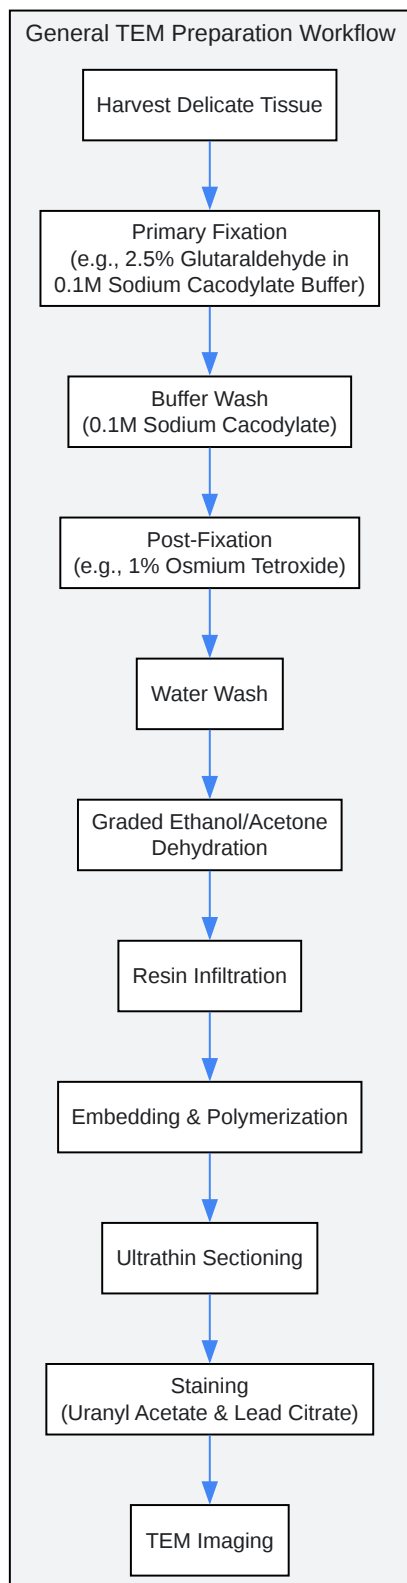 General TEM Preparation Workflow
Harvest Delicate Tissue
Primary Fixation
(e.g., 2.5% Glutaraldehyde in
0.1M Sodium Cacodylate Buffer)
Buffer Wash
(0.1M Sodium Cacodylate)
Post-Fixation
(e.g., 1% Osmium Tetroxide)
Water Wash
Graded Ethanol/Acetone
Dehydration
Resin Infiltration
Embedding & Polymerization
Ultrathin Sectioning
Staining
(Uranyl Acetate & Lead Citrate)
TEM Imaging